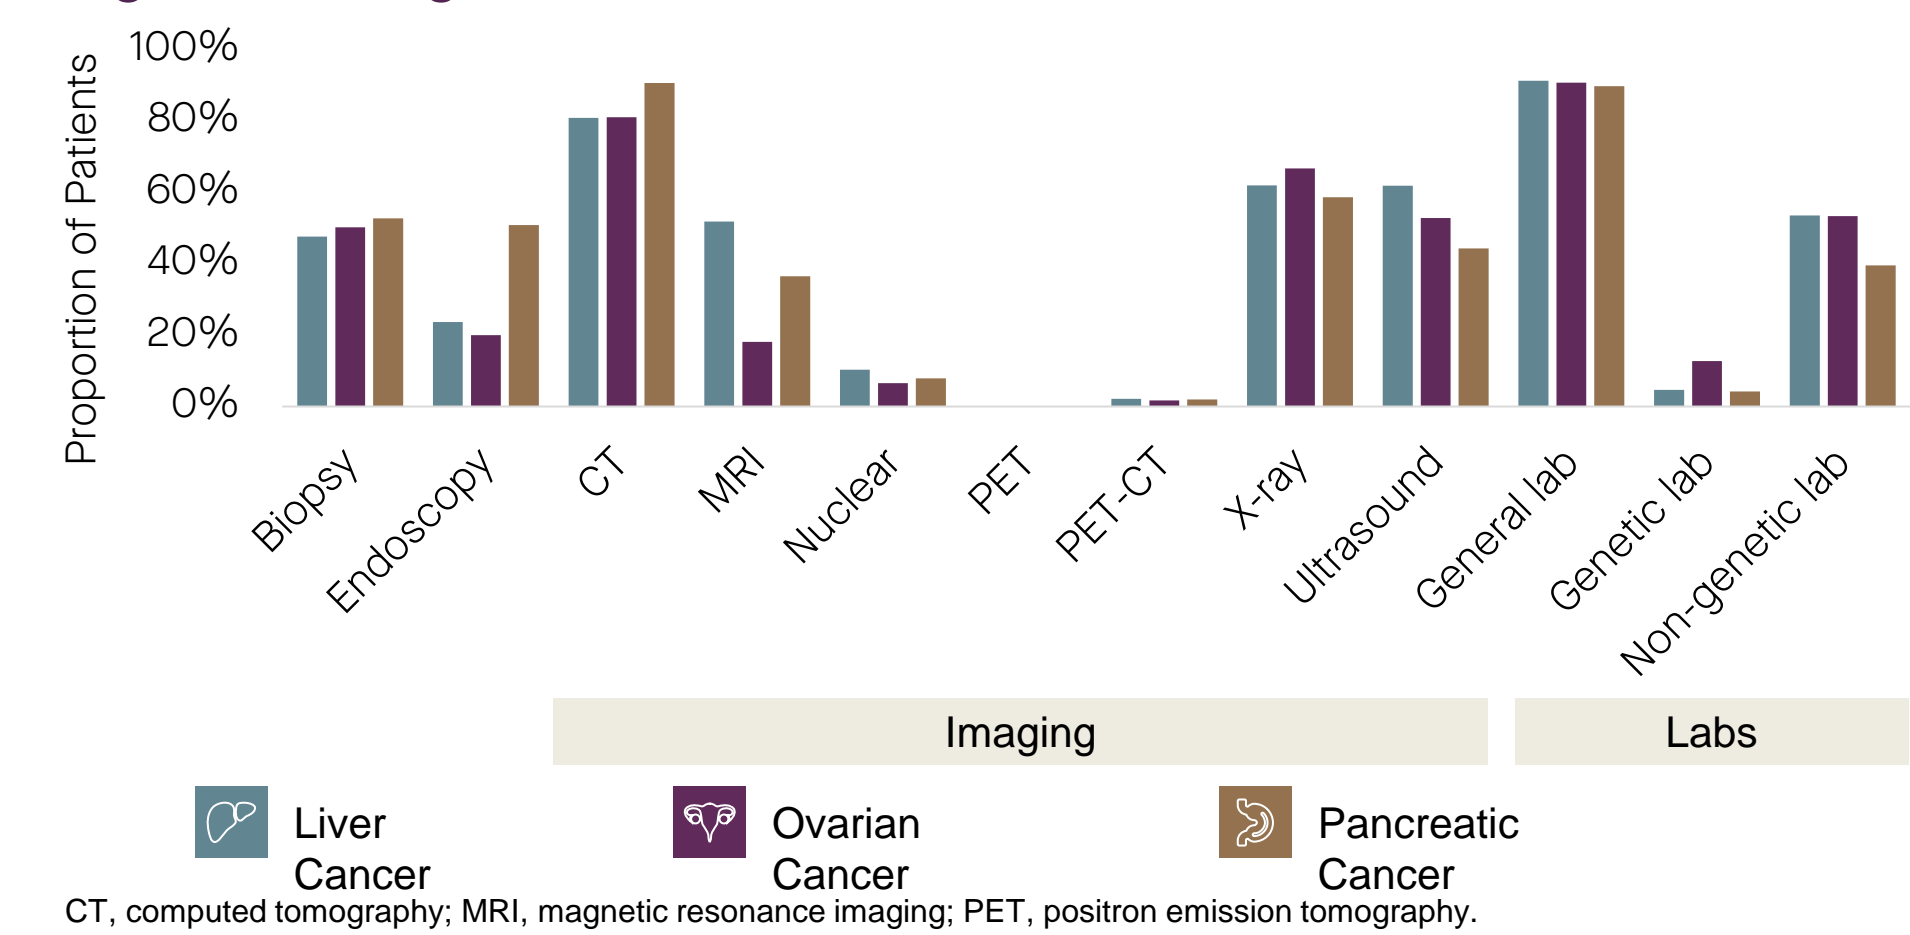 100%
80%
60%
40%
20%
0%
Proportion of Patients
Biopsy
Endoscopy
CT
MRI
Nuclear
PET
PET-CT
X-ray
Ultrasound
General lab
Genetic lab
Non-genetic lab
Imaging
Labs
Liver
Cancer
Ovarian
Cancer
Pancreatic
Cancer
CT, computed tomography; MRI, magnetic resonance imaging; PET, positron emission tomography.